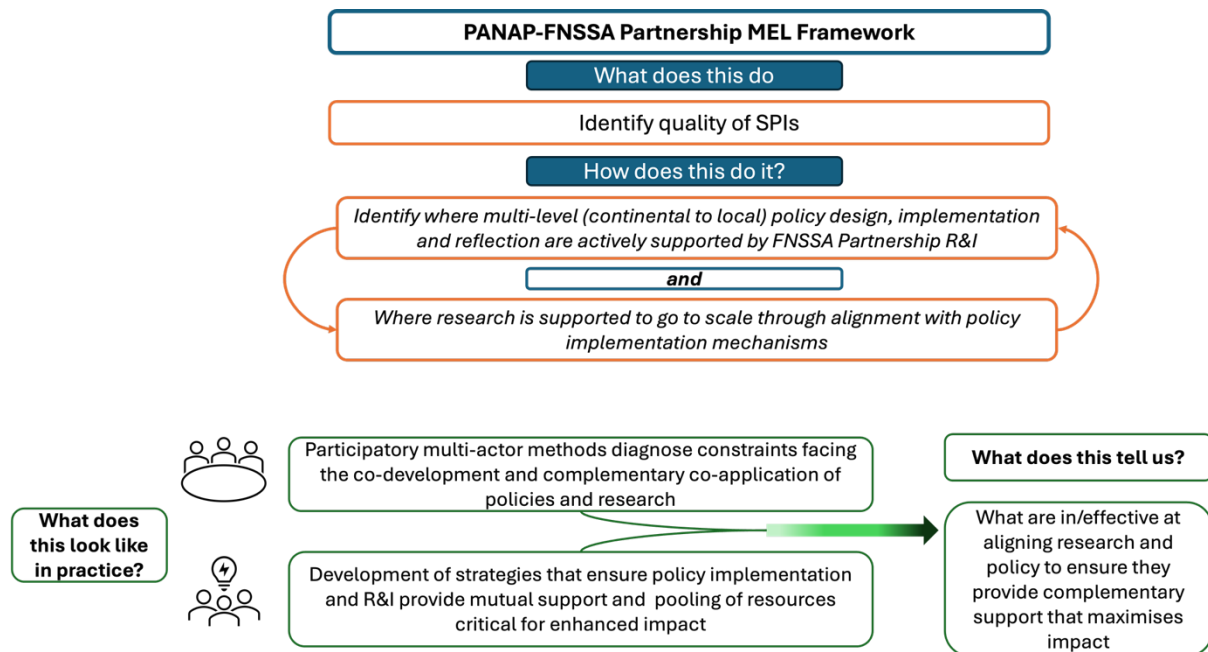 PANAP-FNSSA Partnership MEL Framework
What does this do
Identify quality of SPIs
How does this do it?
Identify where multi-level (continental to local) policy design, implementation
and reflection are actively supported by FNSSA Partnership R&I
and
Where research is supported to go to scale through alignment with policy
implementation mechanisms
What does
this look like
in practice?
Participatory multi-actor methods diagnose constraints facing
the co-development and complementary co-application of
policies and research
Development of strategies that ensure policy implementation
and R&I provide mutual support and pooling of resources
critical for enhanced impact
What does this tell us?
What are in/effective at
aligning research and
policy to ensure they
provide complementary
support that maximises
impact